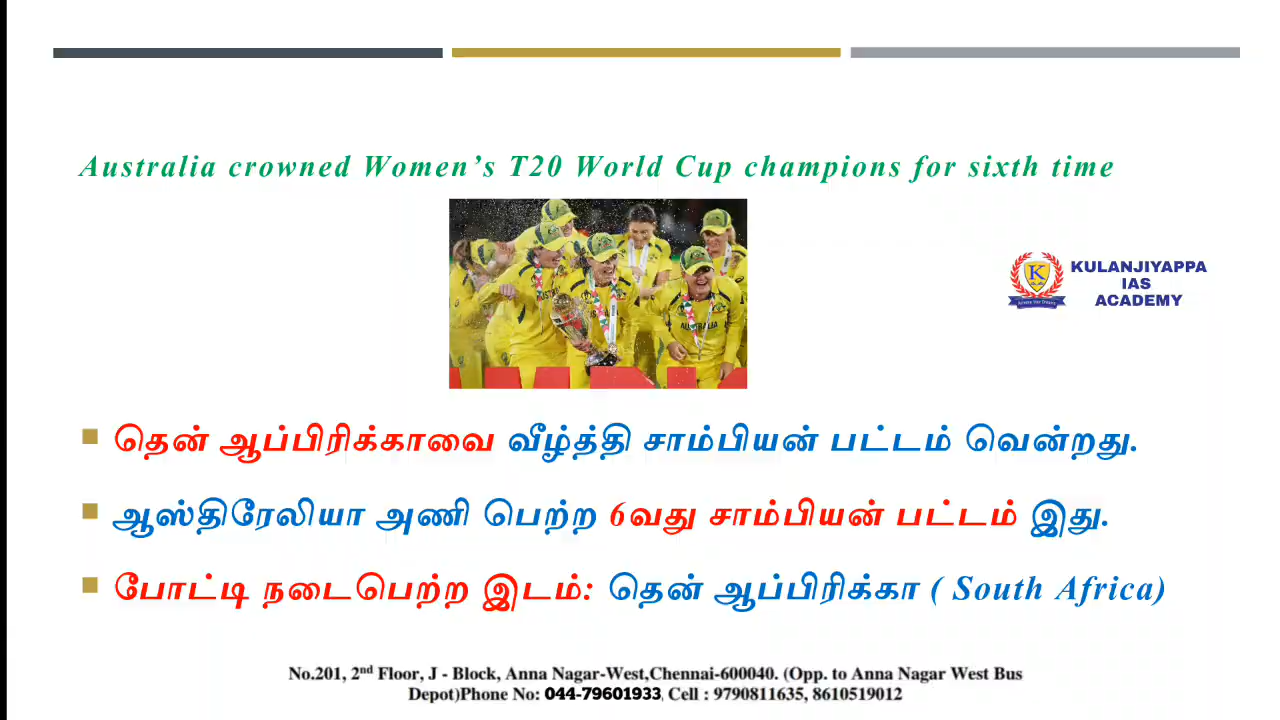 Australia crowned Women’s T20 World Cup champions for sixth time
AUSTRALIA
K
KULANJIYAPPA
IAS
ACADEMY
தென் ஆப்பிரிக்காவை வீழ்த்தி சாம்பியன் பட்டம் வென்றது.
ஆஸ்திரேலியா அணி பெற்ற 6வது சாம்பியன் பட்டம் இது.
போட்டி நடைபெற்ற இடம்: தென் ஆப்பிரிக்கா ( South Africa)
No.201, 2nd Floor, J - Block, Anna Nagar-West,Chennai-600040. (Opp. to Anna Nagar West Bus
Depot)Phone No: 044-79601933, Cell : 9790811635, 8610519012